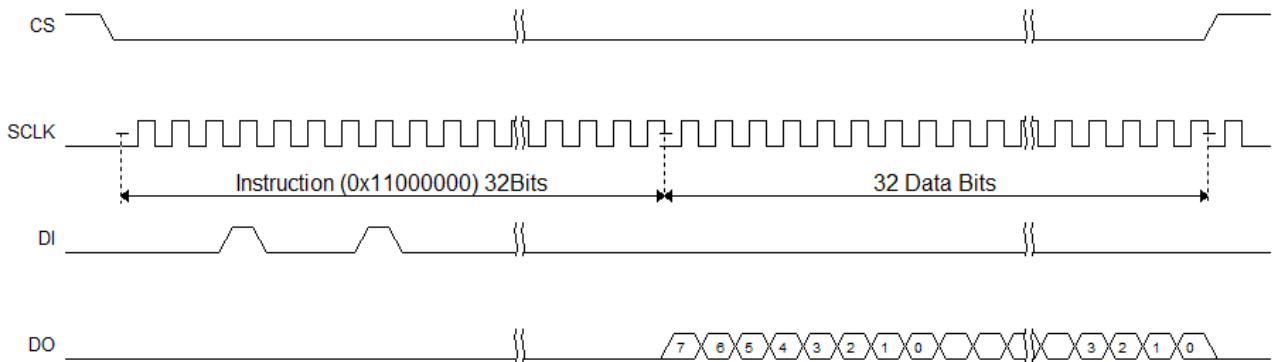 CS
SCLK
Instruction (0x11000000) 32Bits
32 Data Bits
DI
DO
7 6 5 4 3 2 1 0 3 2 1 0